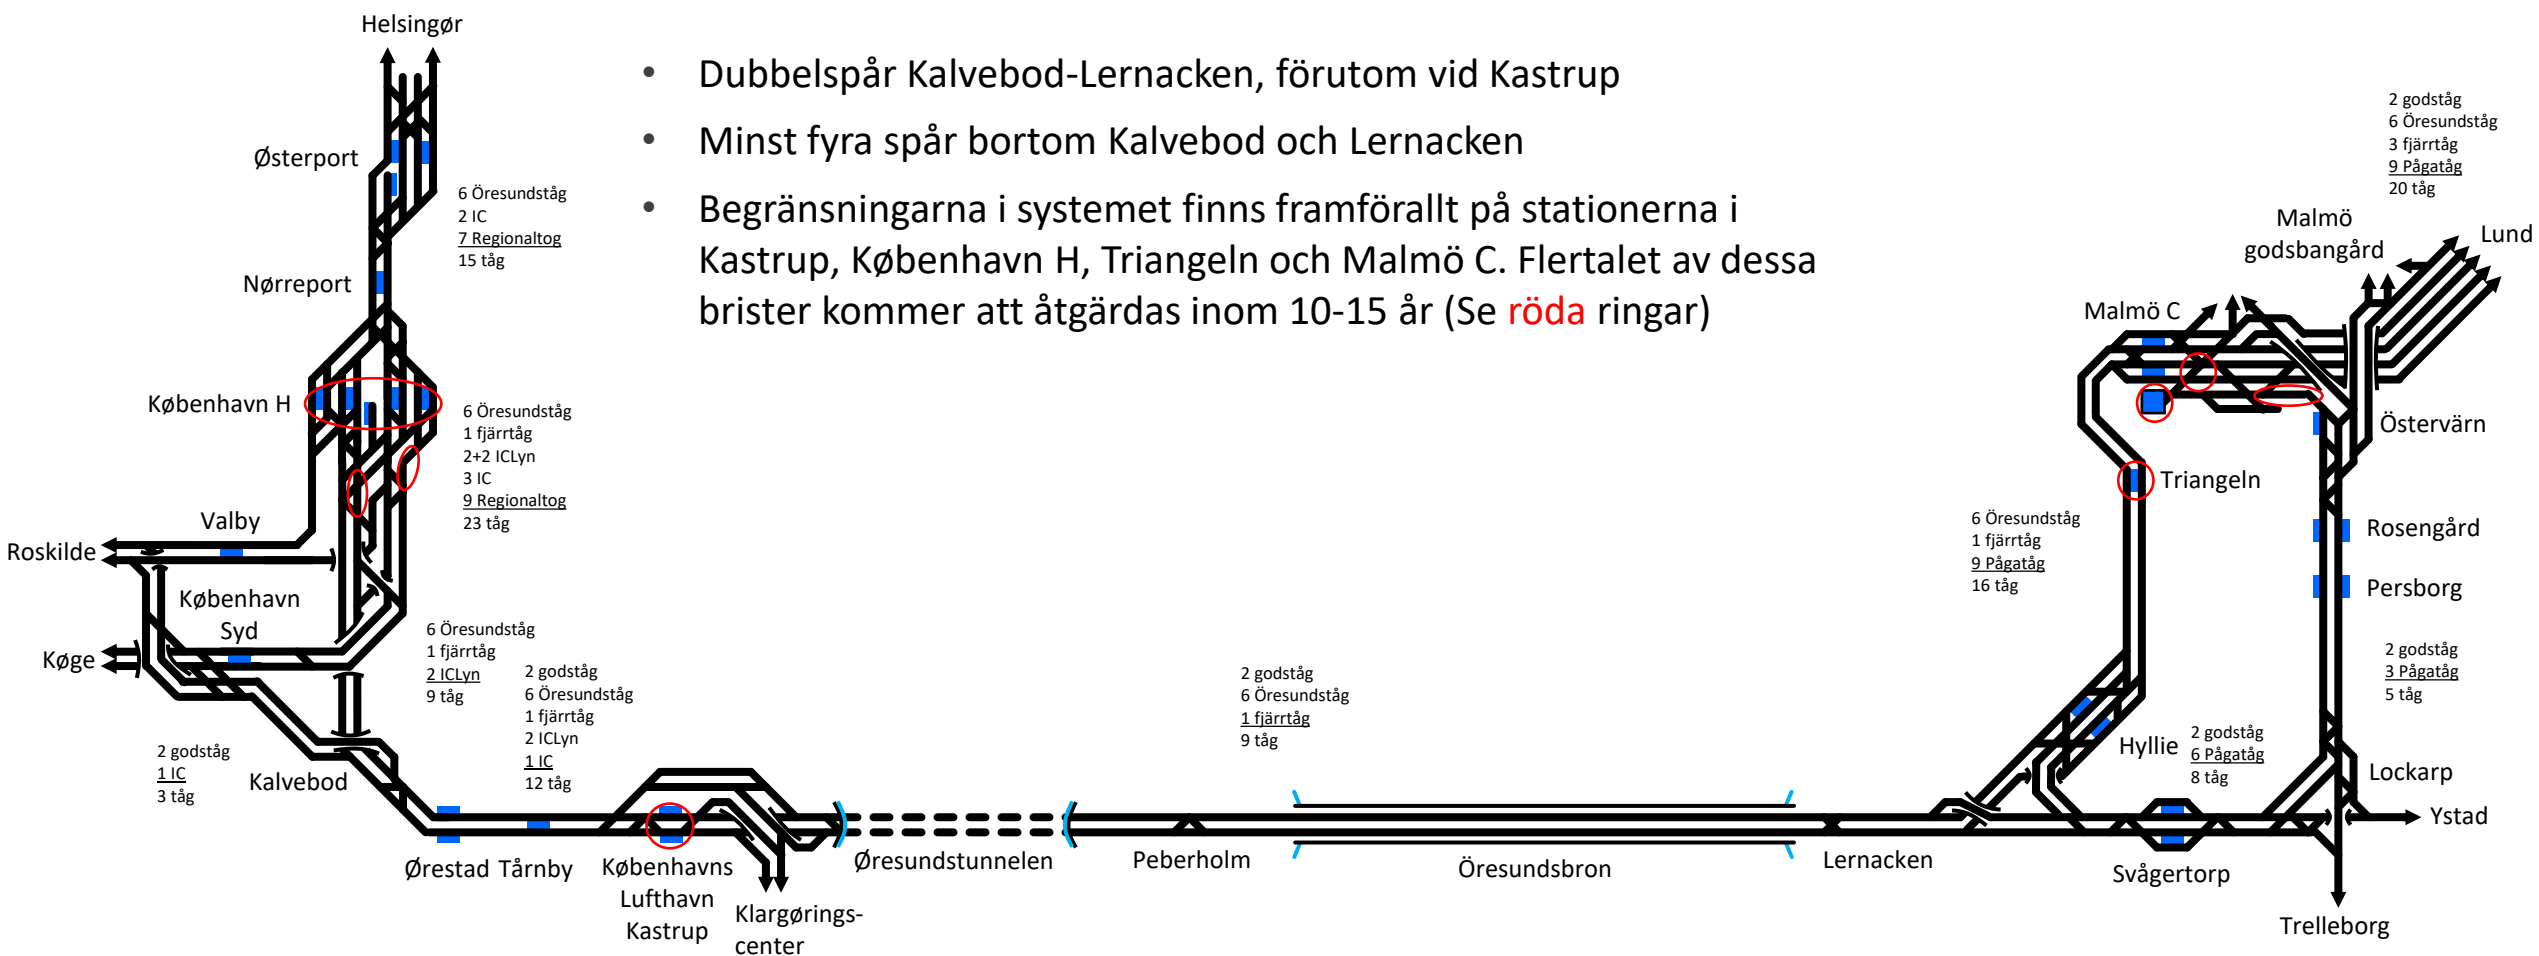 Helsingør
• Dubbelspår Kalvebod-Lernacken, förutom vid Kastrup
• Minst fyra spår bortom Kalvebod och Lernacken
• Begränsningarna i systemet finns framförallt på stationerna i
Kastrup, København H, Triangeln och Malmö C. Flertalet av dessa
brister kommer att åtgärdas inom 10-15 år (Se röda ringar)
Østerport
6 Öresundståg
2 IC
7 Regionaltog
15 tåg
Nørreport
København H
6 Öresundståg
1 fjärrtåg
2+2 ICLyn
3 IC
9 Regionaltog
23 tåg
Valby
Roskilde
København
Syd
Køge
6 Öresundståg
1 fjärrtåg
2 ICLyn
9 tåg
2 godståg
1 IC
3 tåg
Kalvebod
2 godståg
6 Öresundståg
1 fjärrtåg
2 ICLyn
1 IC
12 tåg
Ørestad
Tårnby
Københavns
Lufthavn
Kastrup
Klargørings-
center
Øresundstunnelen
Peberholm
2 godståg
6 Öresundståg
1 fjärrtåg
9 tåg
Öresundsbron
Lernacken
2 godståg
6 Öresundståg
3 fjärrtåg
9 Pågatåg
20 tåg
Malmö
godsbangård
Lund
Malmö C
Östervärn
Triangeln
6 Öresundståg
1 fjärrtåg
9 Pågatåg
16 tåg
Rosengård
Persborg
2 godståg
3 Pågatåg
5 tåg
Hyllie
2 godståg
6 Pågatåg
8 tåg
Lockarp
Ystad
Svågertorp
Trelleborg